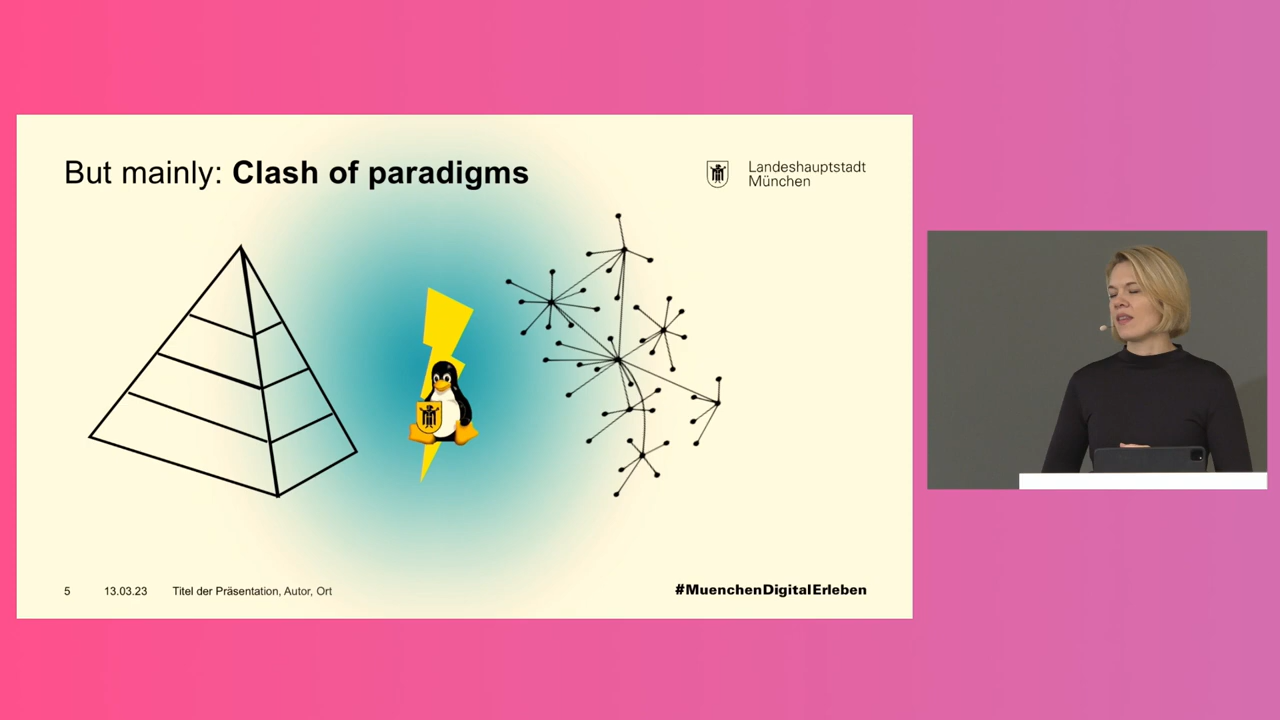 But mainly: Clash of paradigms
Landeshauptstadt
München
5 13.03.23 Titel der Präsentation, Autor, Ort
#MuenchenDigitalErleben